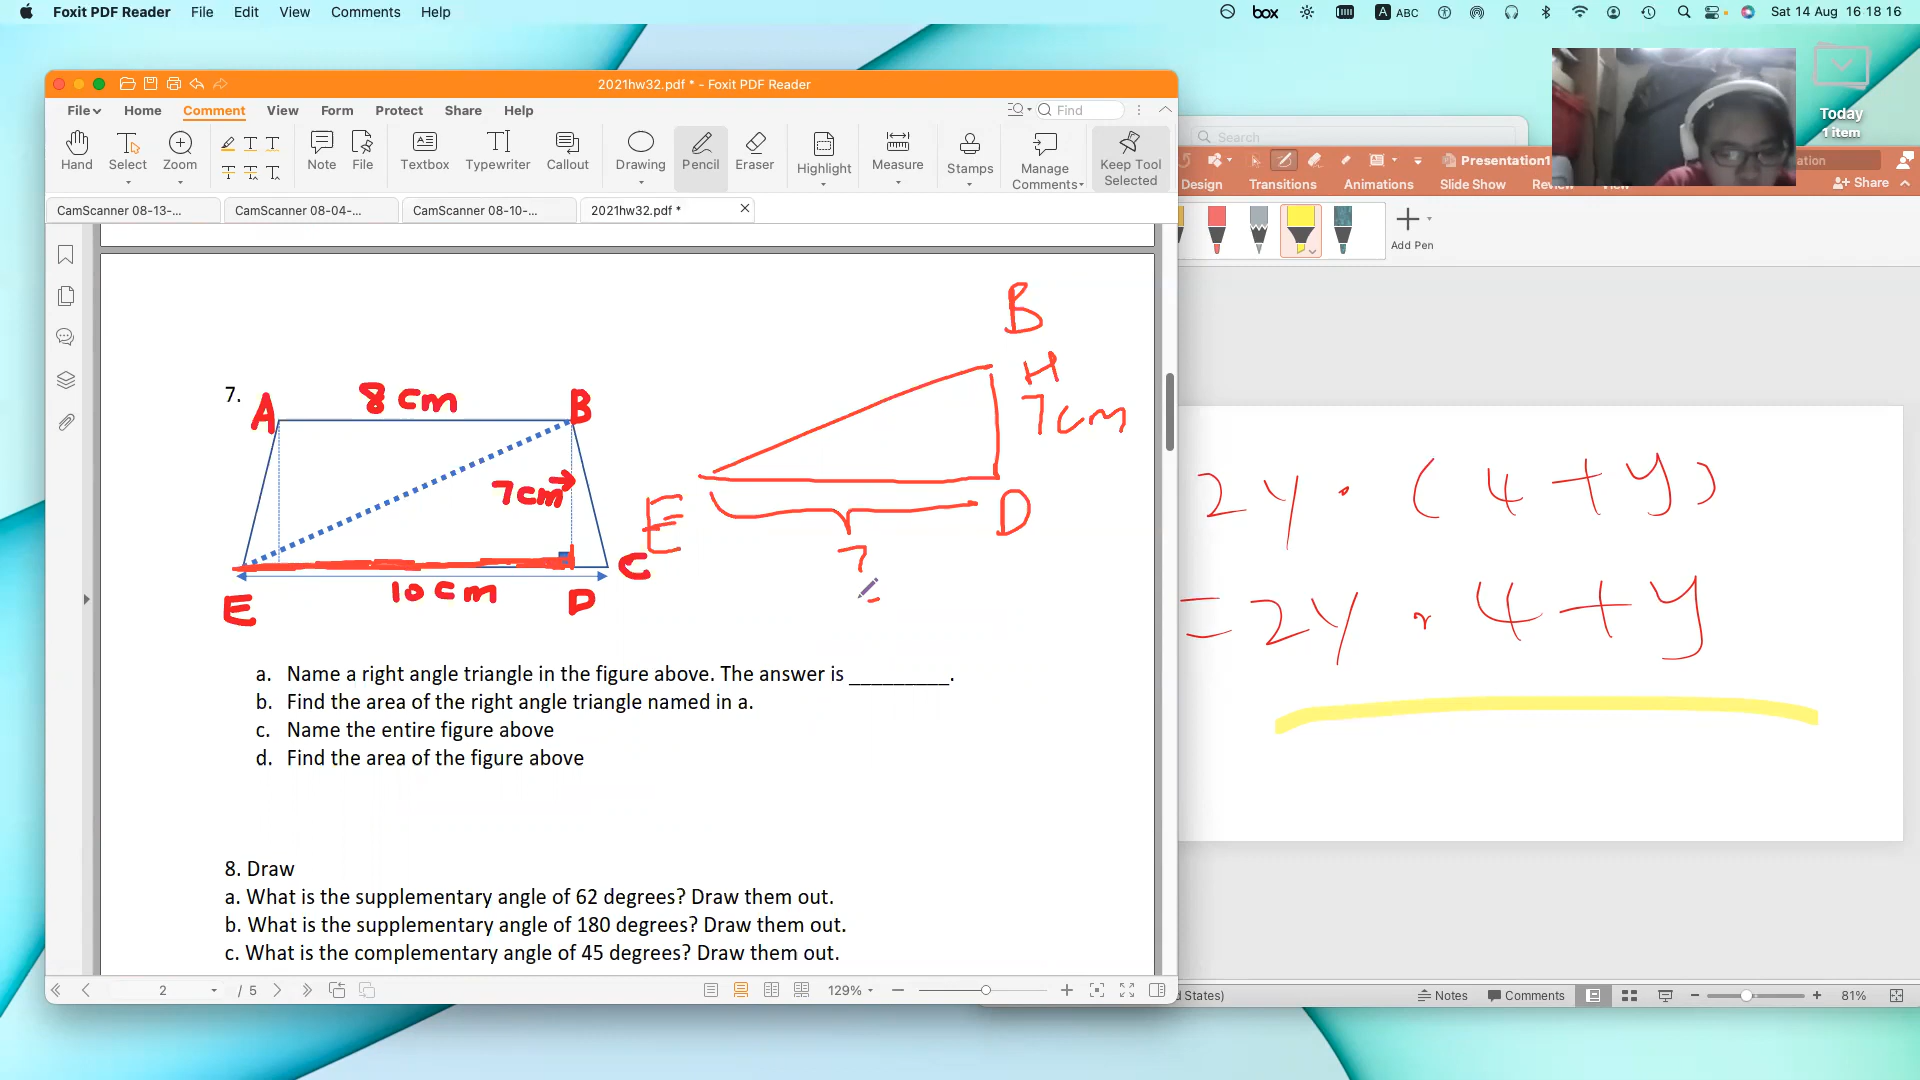 Foxit PDF Reader File Edit View Comments Help
box A ABC Sat 14 Aug 16 18 16
2021hw32.pdf * - Foxit PDF Reader
File Home Comment View Form Protect Share Help Find
Hand Select Zoom Note File Textbox Typewriter Callout Drawing Pencil Eraser Highlight Measure Stamps Manage Comments Keep Tool Selected
CamScanner 08-13-... CamScanner 08-04-... CamScanner 08-10-... 2021hw32.pdf *
Today
1 item
Search
Presentation1
Design Transitions Animations Slide Show View Share
Add Pen
7.
A 8 cm B
7cm
E 10 cm D C
B
H
7cm
E D
?
a. Name a right angle triangle in the figure above. The answer is _________.
b. Find the area of the right angle triangle named in a.
c. Name the entire figure above
d. Find the area of the figure above
8. Draw
a. What is the supplementary angle of 62 degrees? Draw them out.
b. What is the supplementary angle of 180 degrees? Draw them out.
c. What is the complementary angle of 45 degrees? Draw them out.
2y · (4+y)
= 2y · 4+y
2 / 5 129%
States) Notes Comments 81%